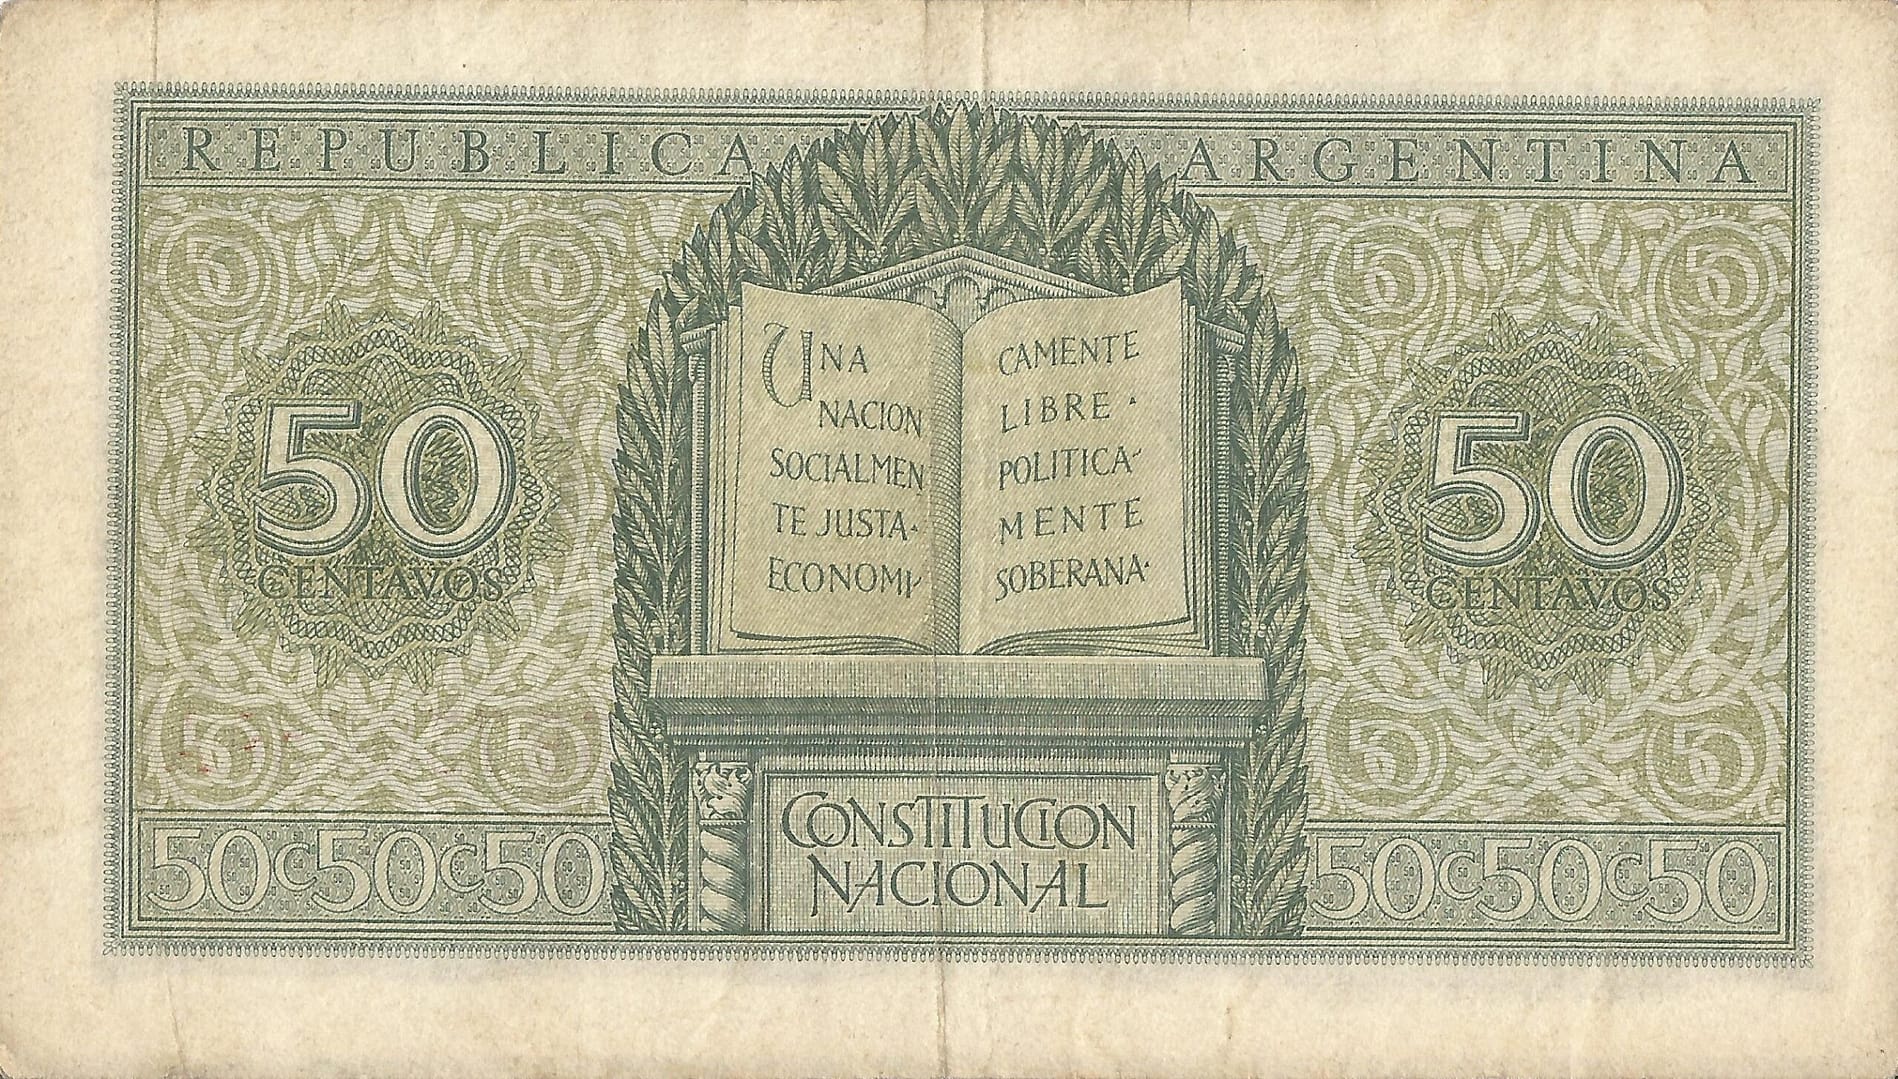 REPUBLICA ARGENTINA
UNA
NACION
SOCIALMEN
TE JUSTA·
ECONOMI-
CAMENTE
LIBRE ·
POLITICA-
MENTE
SOBERANA·
50
CENTAVOS
50
CENTAVOS
CONSTITUCION
NACIONAL
50C50C50
50C50C50